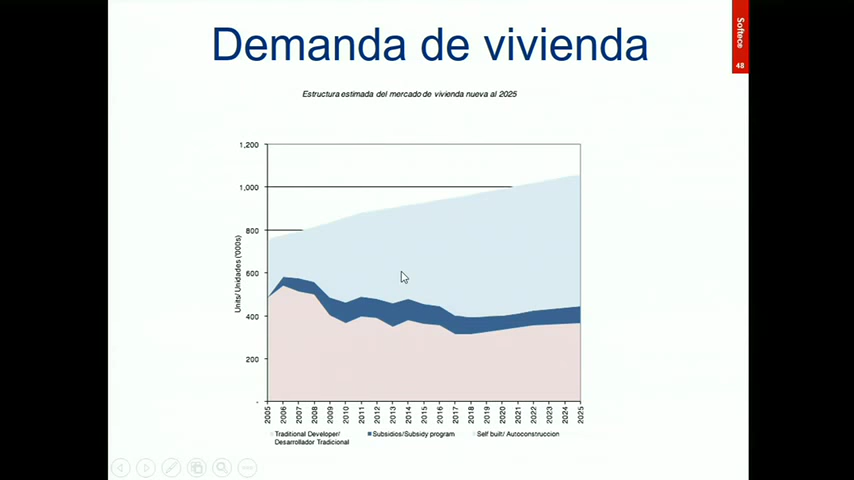 Demanda de vivienda
Softece
48
Estructura estimada del mercado de vivienda nueva al 2025
Units/ Unidades ('000s)
1,200
1,000
800
600
400
200
-
2005 2006 2007 2008 2009 2010 2011 2012 2013 2014 2015 2016 2017 2018 2019 2020 2021 2022 2023 2024 2025
Traditional Developer/
Desarrollador Tradicional
Subsidios/Subsidy program
Self built/ Autoconstruccion